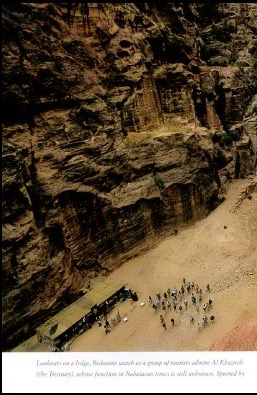 Lookouts on a ledge, Bedouins watch as a group of tourists admire Al Khazneh
(the Treasury), whose function in Nabataean times is still unknown. Spurred by